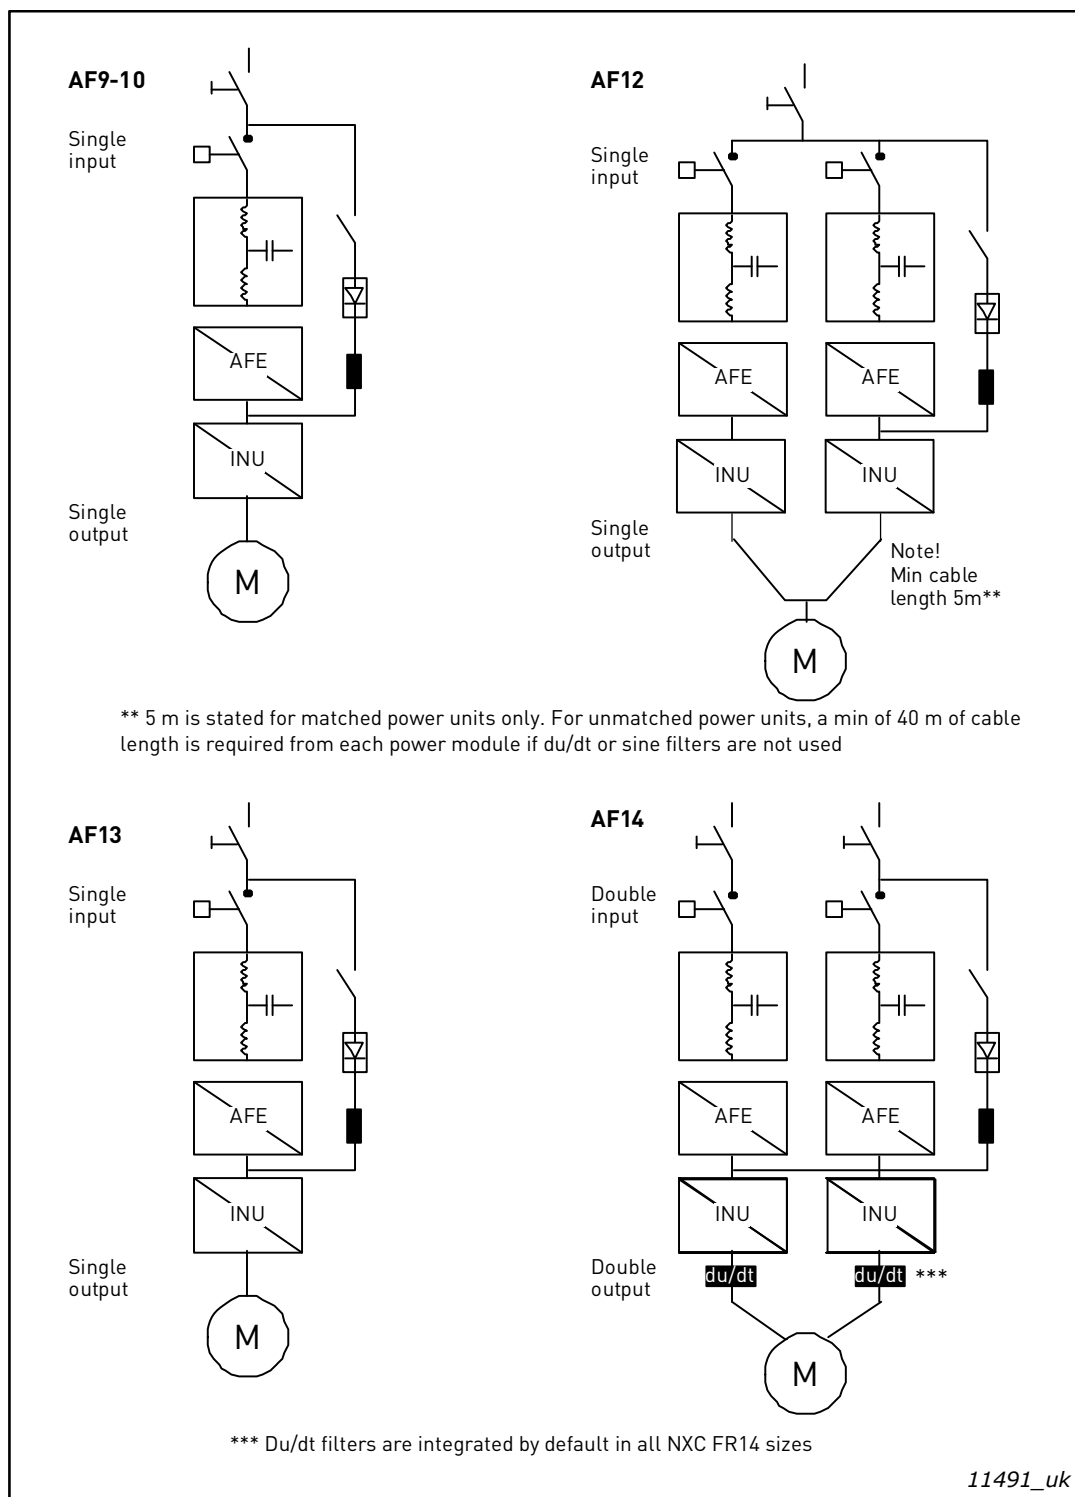 AF9-10
Single
input
AFE
INU
Single
output
M
AF12
Single
input
AFE
AFE
INU
INU
Single
output
Note!
Min cable
length 5m**
M
** 5 m is stated for matched power units only. For unmatched power units, a min of 40 m of cable
length is required from each power module if du/dt or sine filters are not used
AF13
Single
input
AFE
INU
Single
output
M
AF14
Double
input
AFE
AFE
INU
INU
Double
output
du/dt
du/dt ***
M
*** Du/dt filters are integrated by default in all NXC FR14 sizes
11491_uk